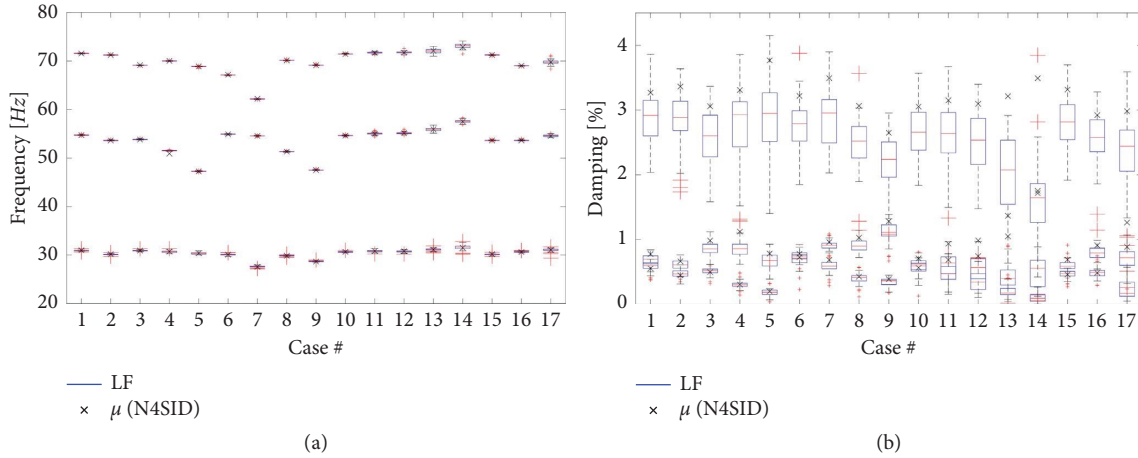 80
70
60
50
40
30
20
Frequency [Hz]
1 2 3 4 5 6 7 8 9 10 11 12 13 14 15 16 17
Case #
LF
μ (N4SID)
(a)
4
3
2
1
0
Damping [%]
1 2 3 4 5 6 7 8 9 10 11 12 13 14 15 16 17
Case #
LF
μ (N4SID)
(b)